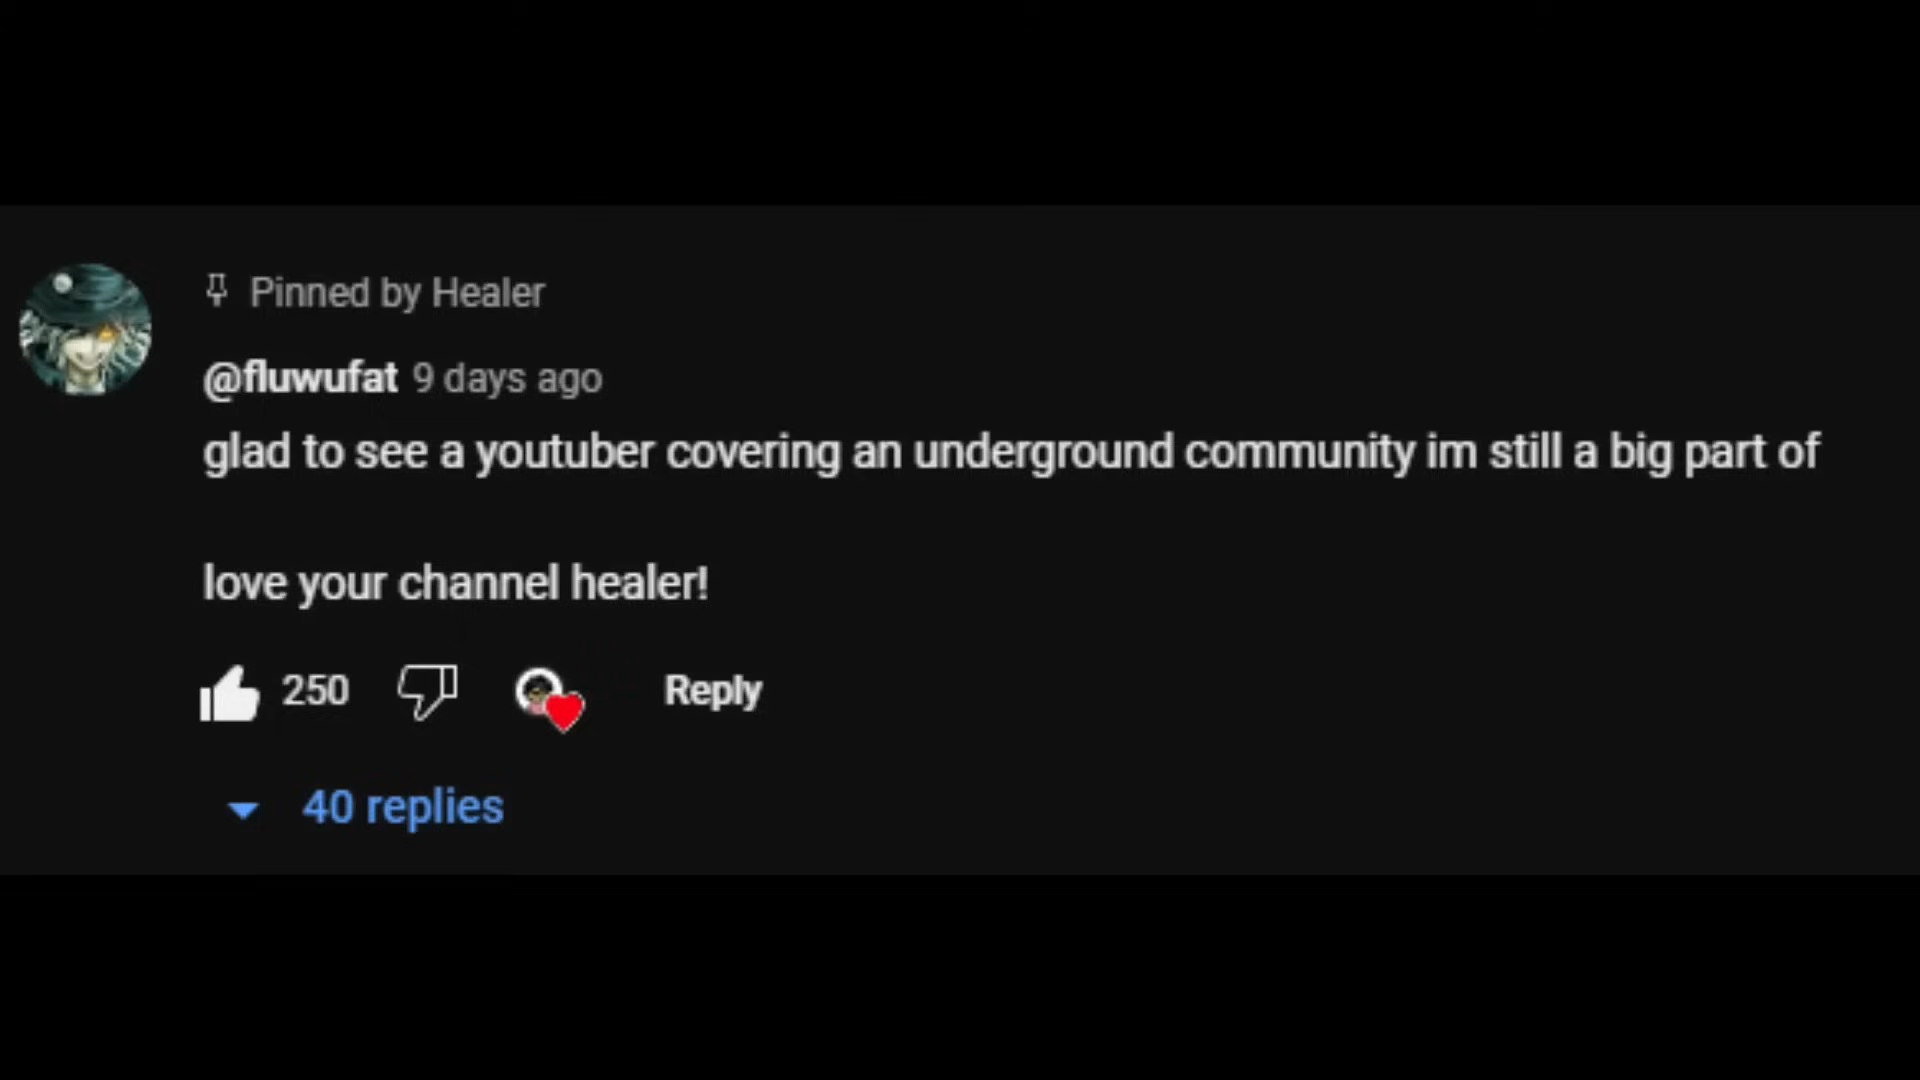 Pinned by Healer
@fluwufat 9 days ago
glad to see a youtuber covering an underground community im still a big part of
love your channel healer!
250 Reply
40 replies